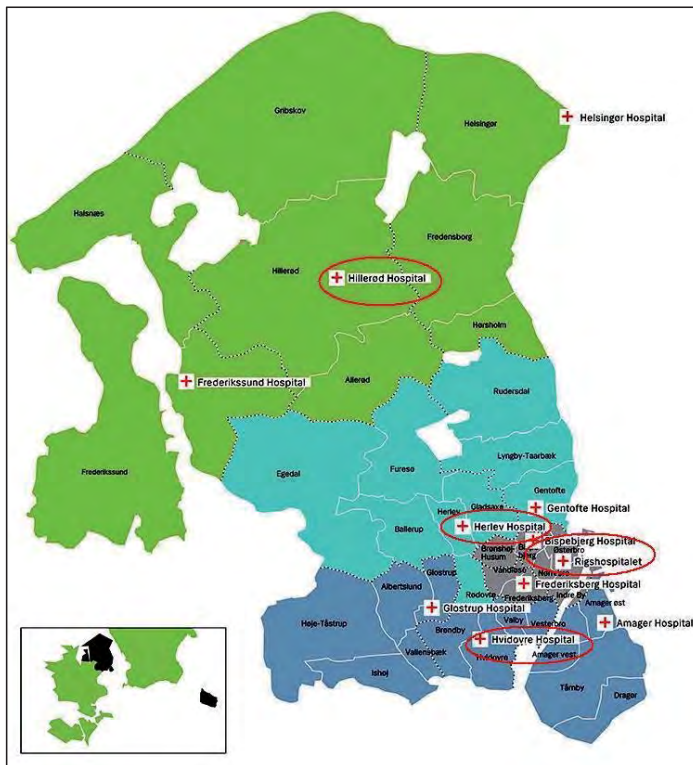 Gribskov
Helsingør
Helsingør Hospital
Halsnæs
Fredensborg
Hillerød
Hillerød Hospital
Hørsholm
Frederikssund Hospital
Allerød
Rudersdal
Frederikssund
Egedal
Furesø
Lyngby-Taarbæk
Gentofte
Gentofte Hospital
Herlev
Gladsaxe
Herlev Hospital
Ballerup
Bispebjerg Hospital
Brønshøj-
Husum
Østerbro
Rigshospitalet
Vanløse
Glostrup
Albertslund
Frederiksberg Hospital
Rødovre
Frederiksberg
Indre By
Amager øst
Glostrup Hospital
Høje-Tåstrup
Valby
Vesterbro
Amager Hospital
Brøndby
Hvidovre Hospital
Vallensbæk
Hvidovre
Amager vest
Ishøj
Tårnby
Dragør